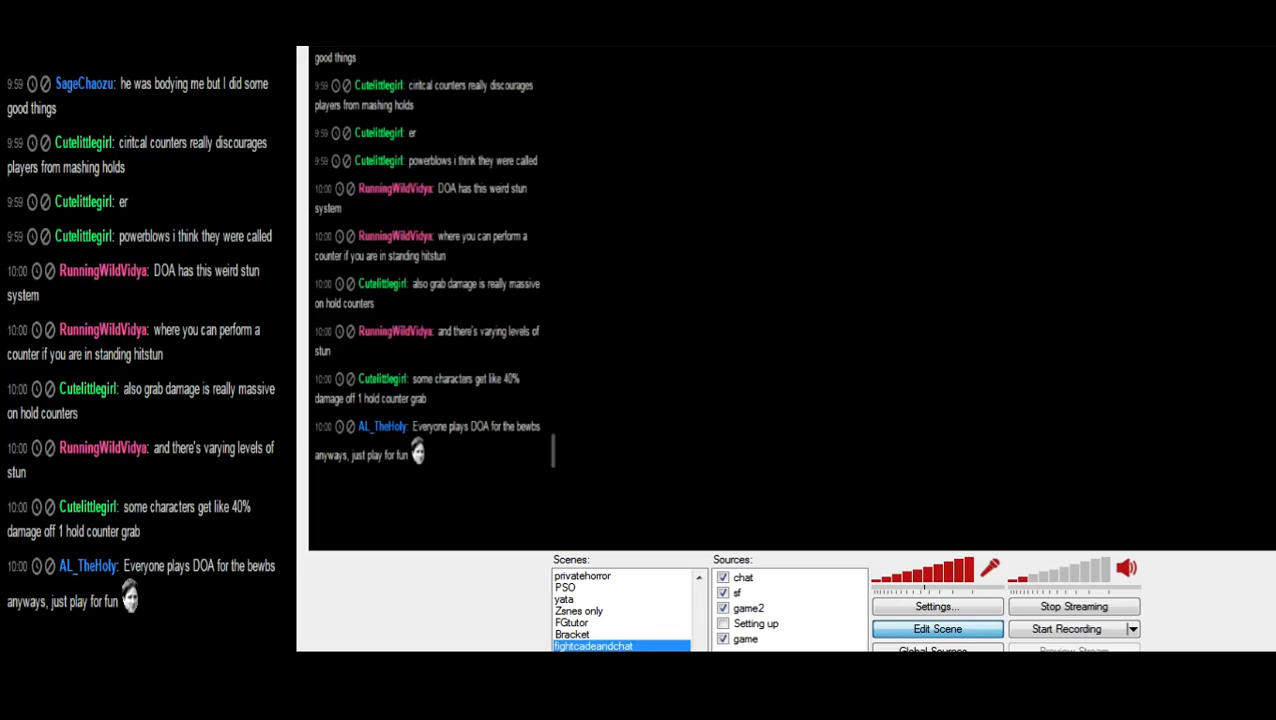 9:59 SageChaozu: he was bodying me but I did some
good things
9:59 Cutelittlegirl: ciritcal counters really discourages
players from mashing holds
9:59 Cutelittlegirl: er
9:59 Cutelittlegirl: powerblows i think they were called
10:00 RunningWildVidya: DOA has this weird stun
system
10:00 RunningWildVidya: where you can perform a
counter if you are in standing hitstun
10:00 Cutelittlegirl: also grab damage is really massive
on hold counters
10:00 RunningWildVidya: and there's varying levels of
stun
10:00 Cutelittlegirl: some characters get like 40%
damage off 1 hold counter grab
10:00 AL_TheHoly: Everyone plays DOA for the bewbs
anyways, just play for fun
good things
9:59 Cutelittlegirl: ciritcal counters really discourages
players from mashing holds
9:59 Cutelittlegirl: er
9:59 Cutelittlegirl: powerblows i think they were called
10:00 RunningWildVidya: DOA has this weird stun
system
10:00 RunningWildVidya: where you can perform a
counter if you are in standing hitstun
10:00 Cutelittlegirl: also grab damage is really massive
on hold counters
10:00 RunningWildVidya: and there's varying levels of
stun
10:00 Cutelittlegirl: some characters get like 40%
damage off 1 hold counter grab
10:00 AL_TheHoly: Everyone plays DOA for the bewbs
anyways, just play for fun
Scenes:
privatehorror
PSO
yata
Zsnes only
FGtutor
Bracket
fightcadeandchat
Sources:
chat
sf
game2
Setting up
game
Settings...
Stop Streaming
Edit Scene
Start Recording
Global Sources
Preview Stream